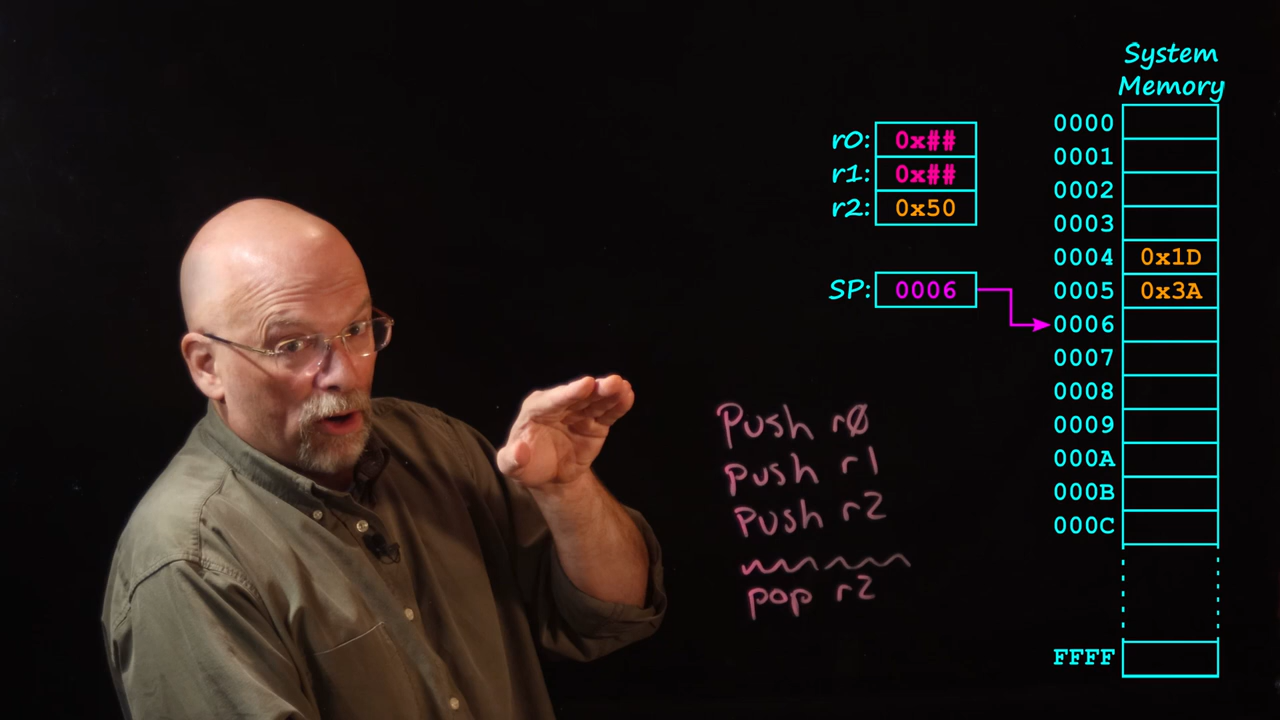 System
Memory
r0: 0x##
r1: 0x##
r2: 0x50
SP: 0006
0000
0001
0002
0003
0004 0x1D
0005 0x3A
0006
0007
0008
0009
000A
000B
000C
FFFF
Push r0
push r1
Push r2
pop r2